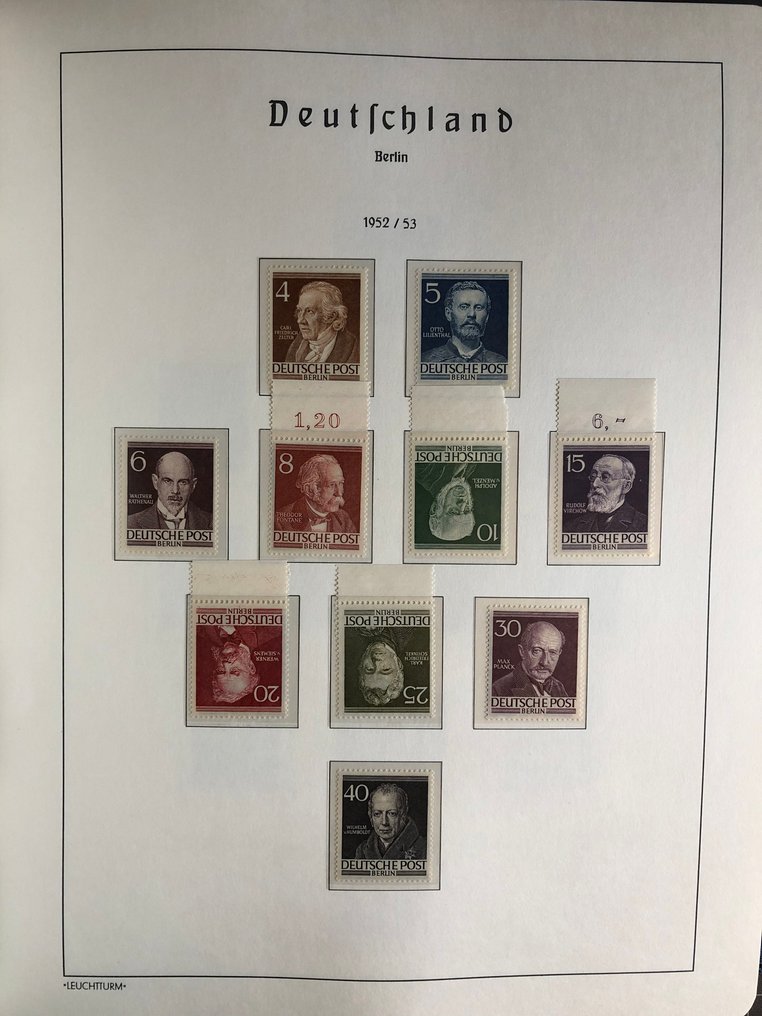 Deutſchland
Berlin
1952 / 53
4
CARL
FRIEDRICH
ZELTER
DEUTSCHE POST
BERLIN
5
OTTO
LILIENTHAL
DEUTSCHE POST
BERLIN
6
WALTHER
RATHENAU
DEUTSCHE POST
BERLIN
1,20
8
THEODOR
FONTANE
DEUTSCHE POST
BERLIN
10
ADOLPH
v. MENZEL
DEUTSCHE POST
BERLIN
6,-
15
RUDOLF
VIRCHOW
DEUTSCHE POST
BERLIN
20
WERNER
v. SIEMENS
DEUTSCHE POST
BERLIN
25
KARL
FRIEDRICH
SCHINKEL
DEUTSCHE POST
BERLIN
30
MAX
PLANCK
DEUTSCHE POST
BERLIN
40
WILHELM
v. HUMBOLDT
DEUTSCHE POST
BERLIN
*LEUCHTTURM*